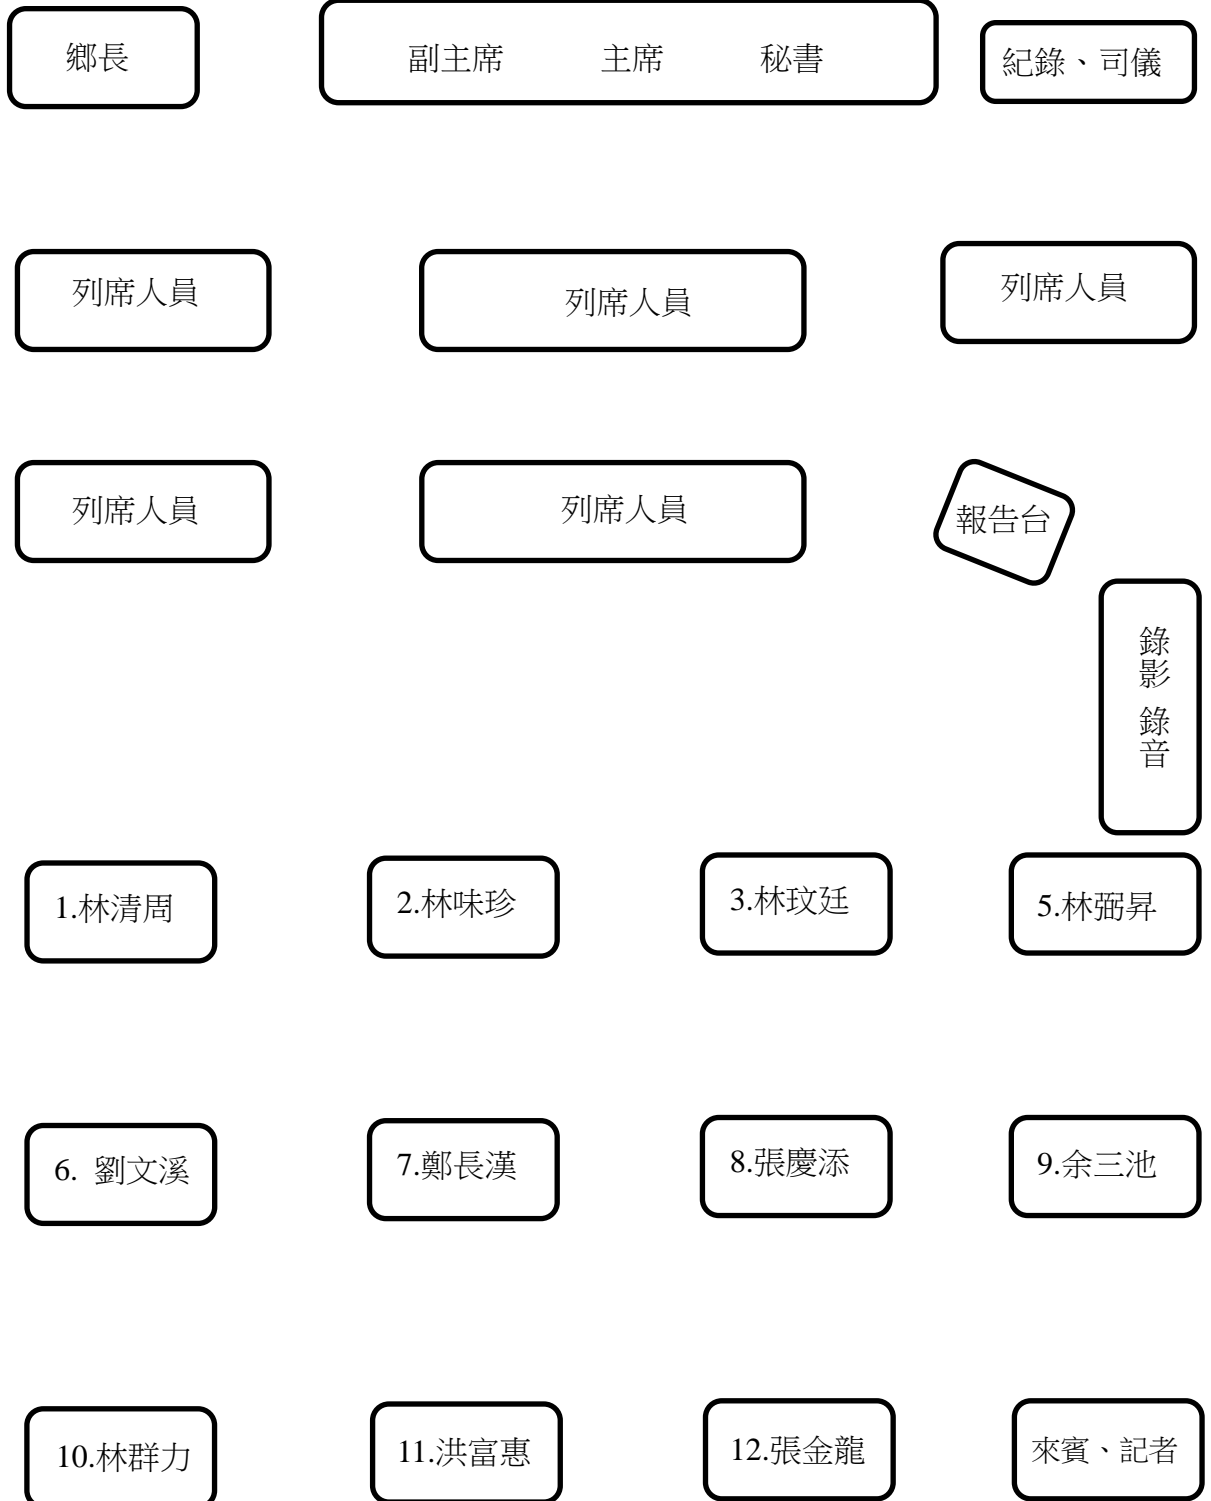 鄉長
副主席 主席 秘書
紀錄、司儀
列席人員
列席人員
列席人員
列席人員
列席人員
報告台
錄影 錄音
1.林清周
2.林味珍
3.林玟廷
5.林弼昇
6. 劉文溪
7.鄭長漢
8.張慶添
9.余三池
10.林群力
11.洪富惠
12.張金龍
來賓、記者